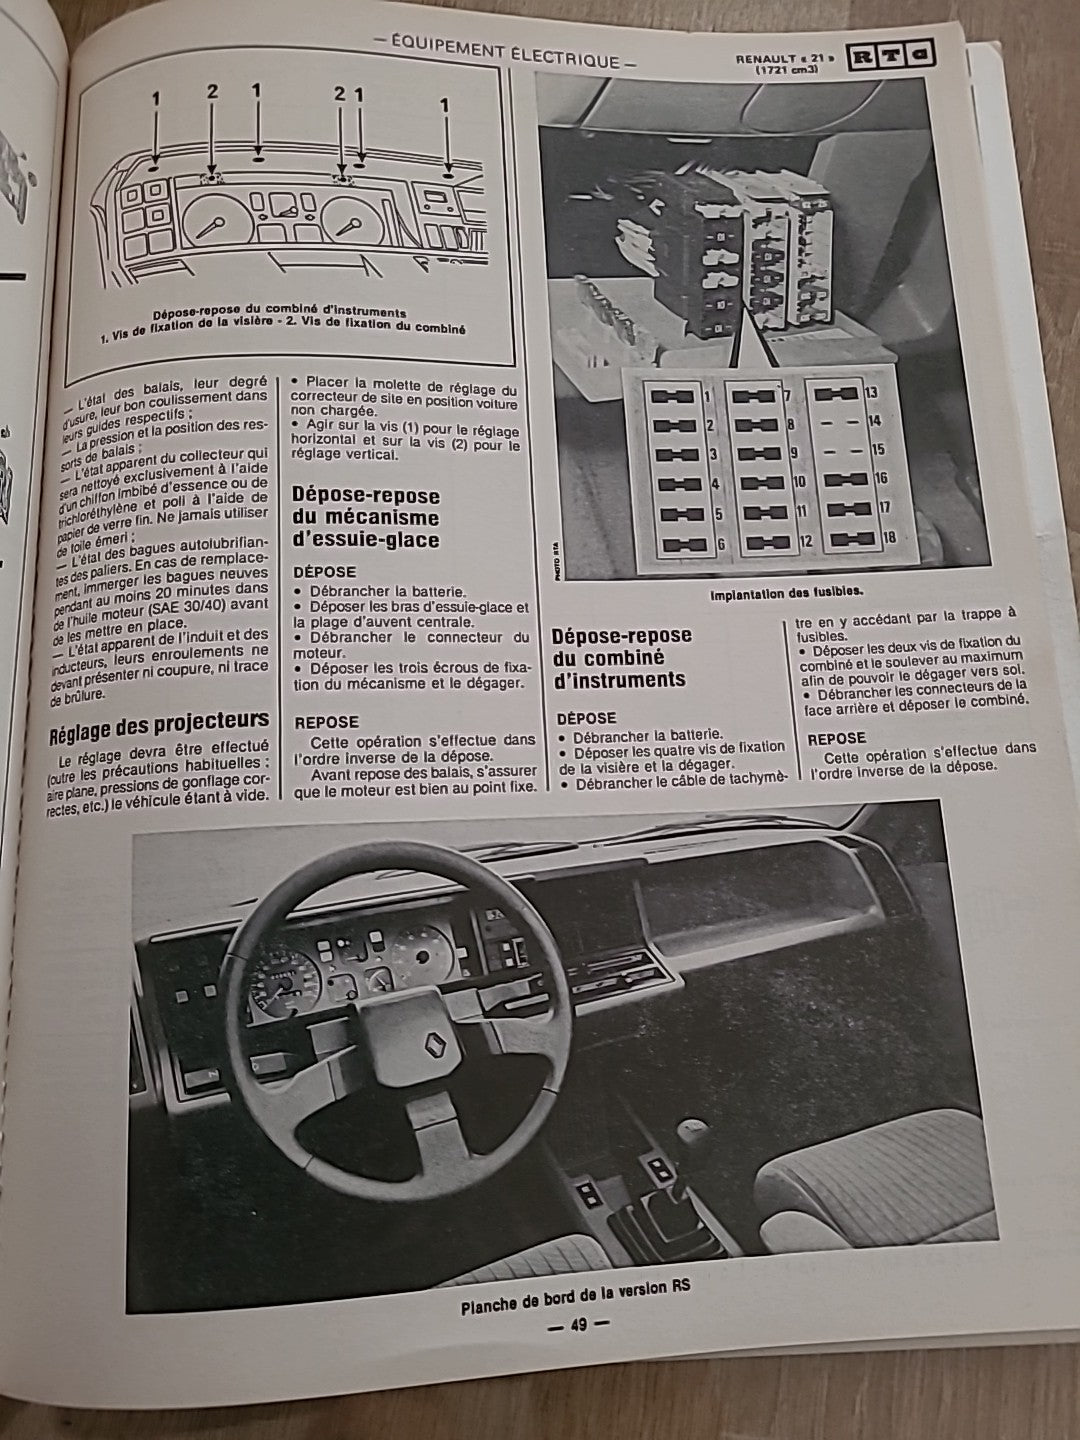 — ÉQUIPEMENT ÉLECTRIQUE —
RENAULT « 21 »
(1721 cm3)
RTa
1 2 1 2 1 1
Dépose-repose du combiné d'instruments
1. Vis de fixation de la visière - 2. Vis de fixation du combiné
— L'état des balais, leur degré
d'usure, leur bon coulissement dans
leurs guides respectifs ;
— La pression et la position des res-
sorts de balais ;
— L'état apparent du collecteur qui
sera nettoyé exclusivement à l'aide
d'un chiffon imbibé d'essence ou de
trichloréthylène et poli à l'aide de
papier de verre fin. Ne jamais utiliser
de toile émeri ;
— L'état des bagues autolubrifian-
tes des paliers. En cas de remplace-
ment, immerger les bagues neuves
pendant au moins 20 minutes dans
de l'huile moteur (SAE 30/40) avant
de les mettre en place.
— L'état apparent de l'induit et des
inducteurs, leurs enroulements ne
devant présenter ni coupure, ni trace
de brûlure.
Réglage des projecteurs
Le réglage devra être effectué
(outre les précautions habituelles :
aire plane, pressions de gonflage cor-
rectes, etc.) le véhicule étant à vide.
• Placer la molette de réglage du
correcteur de site en position voiture
non chargée.
• Agir sur la vis (1) pour le réglage
horizontal et sur la vis (2) pour le
réglage vertical.
Dépose-repose
du mécanisme
d'essuie-glace
DÉPOSE
• Débrancher la batterie.
• Déposer les bras d'essuie-glace et
la plage d'auvent centrale.
• Débrancher le connecteur du
moteur.
• Déposer les trois écrous de fixa-
tion du mécanisme et le dégager.
REPOSE
Cette opération s'effectue dans
l'ordre inverse de la dépose.
Avant repose des balais, s'assurer
que le moteur est bien au point fixe.
1 7 13
2 8 14
3 9 15
4 10 16
5 11 17
6 12 18
PHOTO RTA
Implantation des fusibles.
Dépose-repose
du combiné
d'instruments
DÉPOSE
• Débrancher la batterie.
• Déposer les quatre vis de fixation
de la visière et la dégager.
• Débrancher le câble de tachymè-
tre en y accédant par la trappe à
fusibles.
• Déposer les deux vis de fixation du
combiné et le soulever au maximum
afin de pouvoir le dégager vers sol.
• Débrancher les connecteurs de la
face arrière et déposer le combiné.
REPOSE
Cette opération s'effectue dans
l'ordre inverse de la dépose.
Planche de bord de la version RS
— 49 —